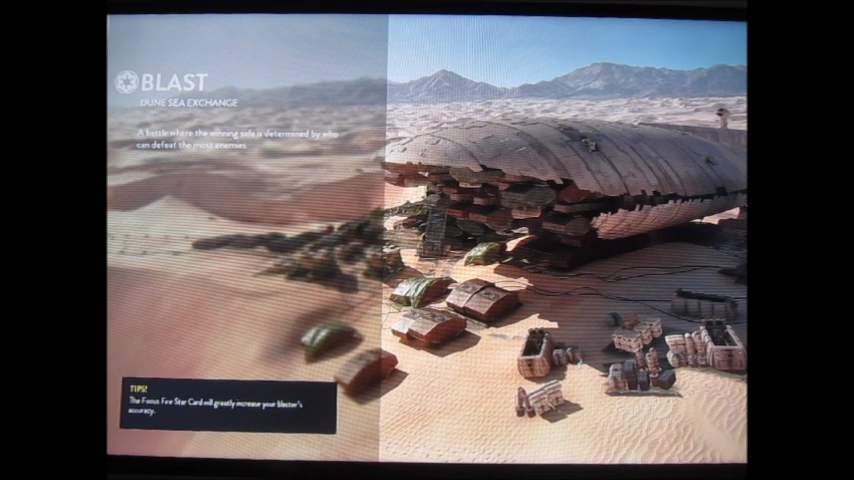 BLAST
DUNE SEA EXCHANGE
A battle where the winning side is determined by who
can defeat the most enemies
TIPS!
The Focus Fire Star Card will greatly increase your blaster's
accuracy.